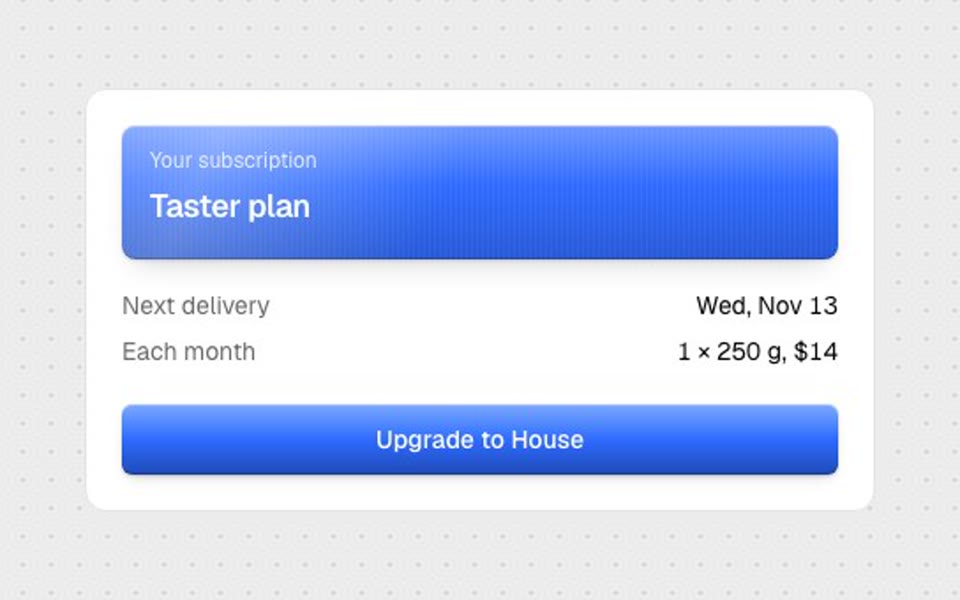 Your subscription
Taster plan
Next delivery Wed, Nov 13
Each month 1 × 250 g, $14
Upgrade to House